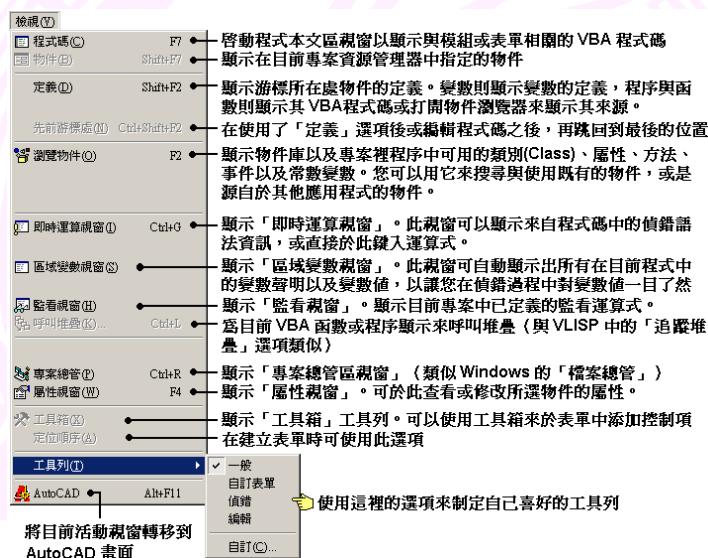 檢視(V)
程式碼(C) F7 啓動程式本文區視窗以顯示與模組或表單相關的 VBA 程式碼
物件(B) Shift+F7 顯示在目前專案資源管理器中指定的物件
定義(D) Shift+F2 顯示游標所在處物件的定義。變數則顯示變數的定義，程序與函
數則顯示其 VBA程式碼或打開物件瀏覽器來顯示其來源。
先前游標處(N) Ctrl+Shift+F2 在使用了「定義」選項後或編輯程式碼之後，再跳回到最後的位置
瀏覽物件(O) F2 顯示物件庫以及專案裡程序中可用的類別(Class)、屬性、方法、
事件以及常數變數。您可以用它來搜尋與使用既有的物件，或是
源自於其他應用程式的物件。
即時運算視窗(I) Ctrl+G 顯示「即時運算視窗」。此視窗可以顯示來自程式碼中的偵錯語
法資訊，或直接於此鍵入運算式。
區域變數視窗(S) 顯示「區域變數視窗」。此視窗可自動顯示出所有在目前程式中
的變數聲明以及變數值，以讓您在偵錯過程中對變數值一目了然
監看視窗(H) 顯示「監看視窗」。顯示目前專案中已定義的監看運算式。
呼叫堆疊(K)... Ctrl+L 爲目前 VBA 函數或程序顯示來呼叫堆疊（與 VLISP 中的「追蹤堆
疊」選項類似）
專案總管(P) Ctrl+R 顯示「專案總管區視窗」（類似 Windows 的「檔案總管」）
屬性視窗(W) F4 顯示「屬性視窗」。可於此查看或修改所選物件的屬性。
工具箱(X) 顯示「工具箱」工具列。可以使用工具箱來於表單中添加控制項
定位順序(A) 在建立表單時可使用此選項
工具列(T) 一般
自訂表單
AutoCAD Alt+F11 偵錯 使用這裡的選項來制定自己喜好的工具列
編輯
將目前活動視窗轉移到
AutoCAD 畫面 自訂(C)...